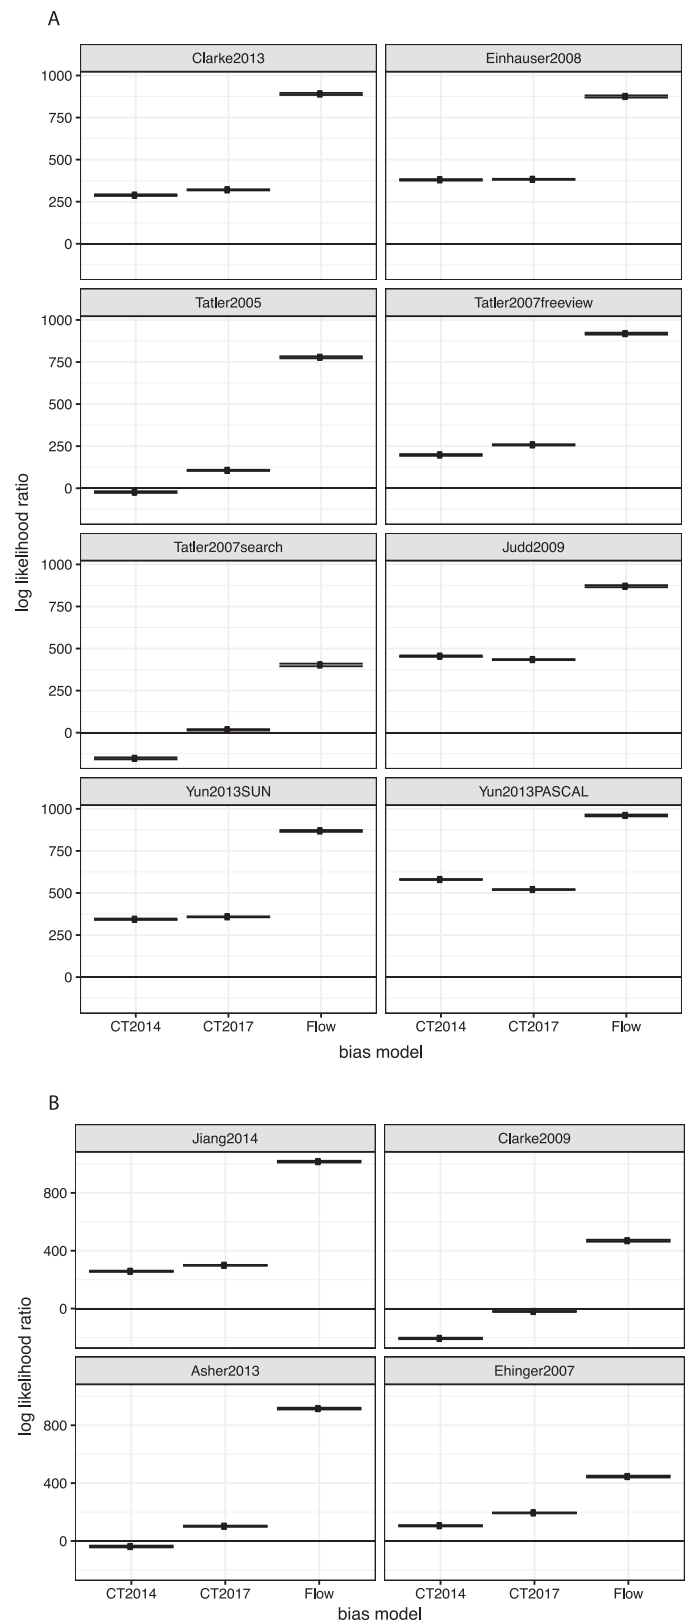 A
Clarke2013 Einhauser2008
1000
750
500
250
0
Tatler2005 Tatler2007freeview
1000
750
500
250
0
log likelihood ratio
Tatler2007search Judd2009
1000
750
500
250
0
Yun2013SUN Yun2013PASCAL
1000
750
500
250
0
CT2014 CT2017 Flow CT2014 CT2017 Flow
bias model
B
Jiang2014 Clarke2009
800
400
0
log likelihood ratio
Asher2013 Ehinger2007
800
400
0
CT2014 CT2017 Flow CT2014 CT2017 Flow
bias model